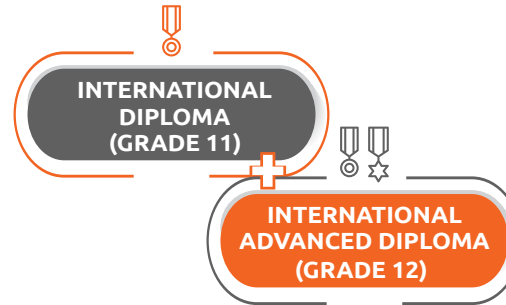 INTERNATIONAL
DIPLOMA
(GRADE 11)
INTERNATIONAL
ADVANCED DIPLOMA
(GRADE 12)